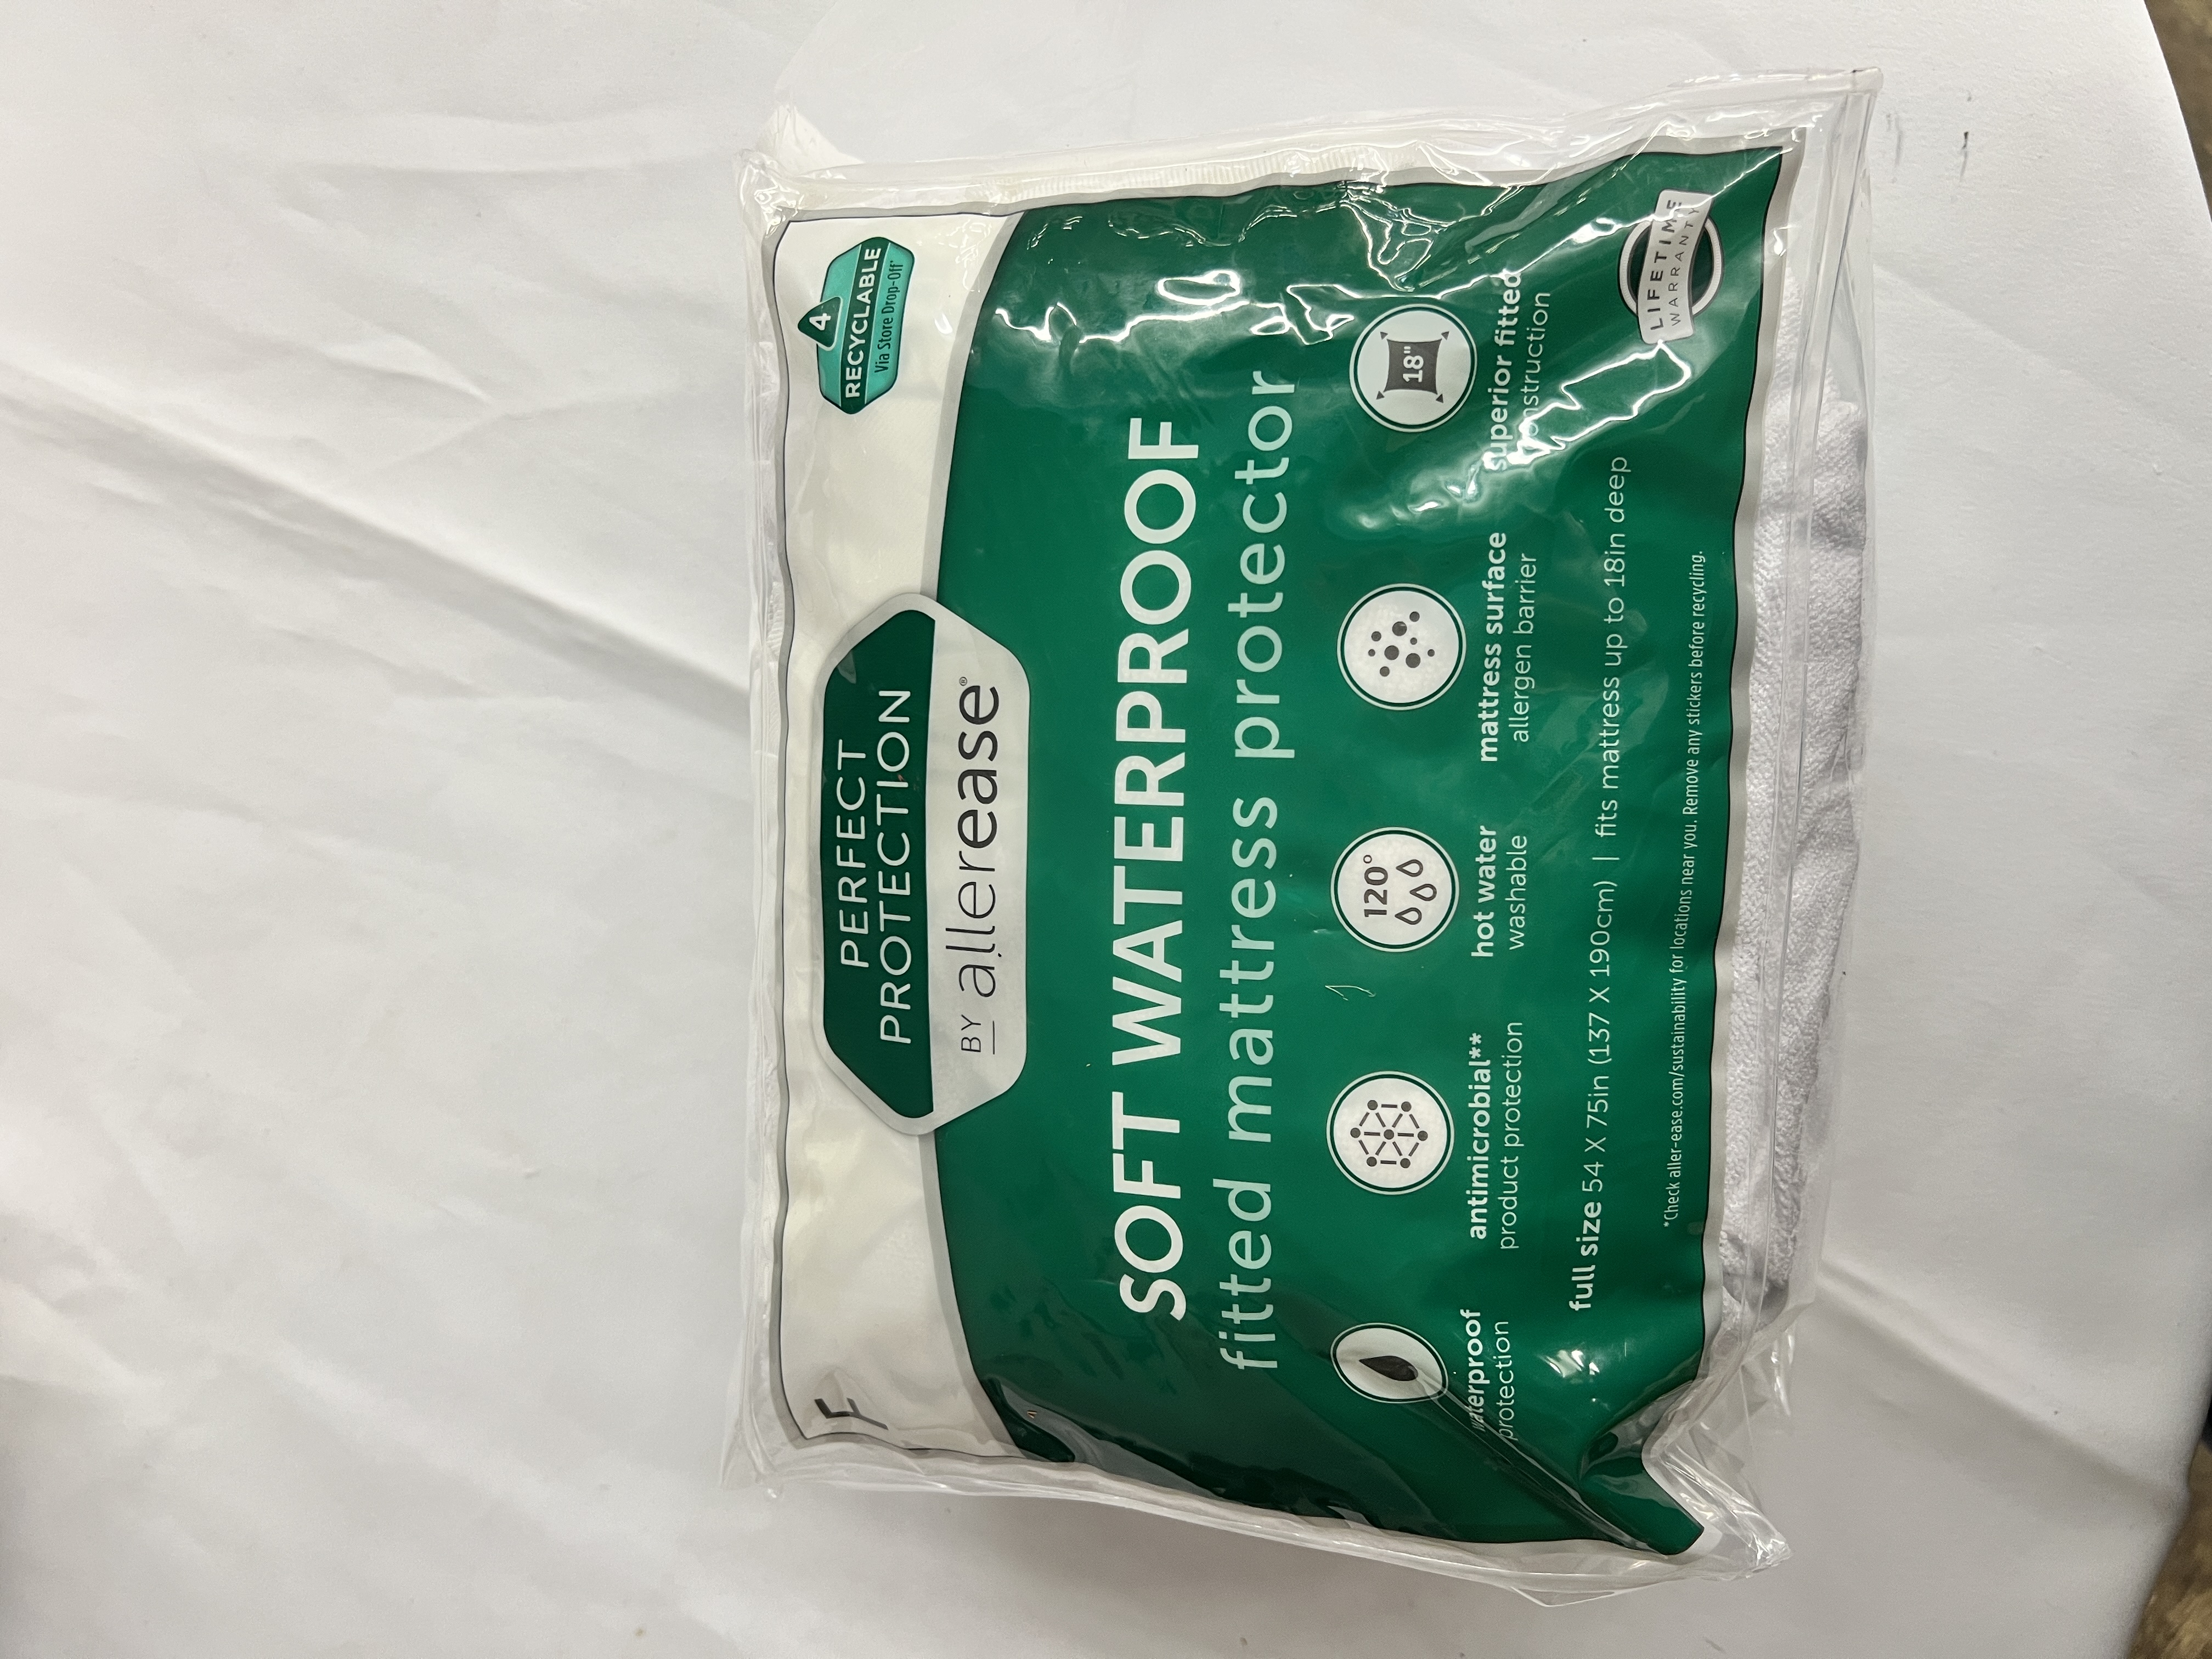 F
PERFECT
PROTECTION
BY allerease®
4
RECYCLABLE
Via Store Drop-Off*
SOFT WATERPROOF
fitted mattress protector
waterproof
protection
antimicrobial**
product protection
120°
hot water
washable
mattress surface
allergen barrier
18"
superior fitted
construction
full size 54 X 75in (137 X 190cm) | fits mattress up to 18in deep
*Check aller-ease.com/sustainability for locations near you. Remove any stickers before recycling.
LIFETIME
WARRANTY